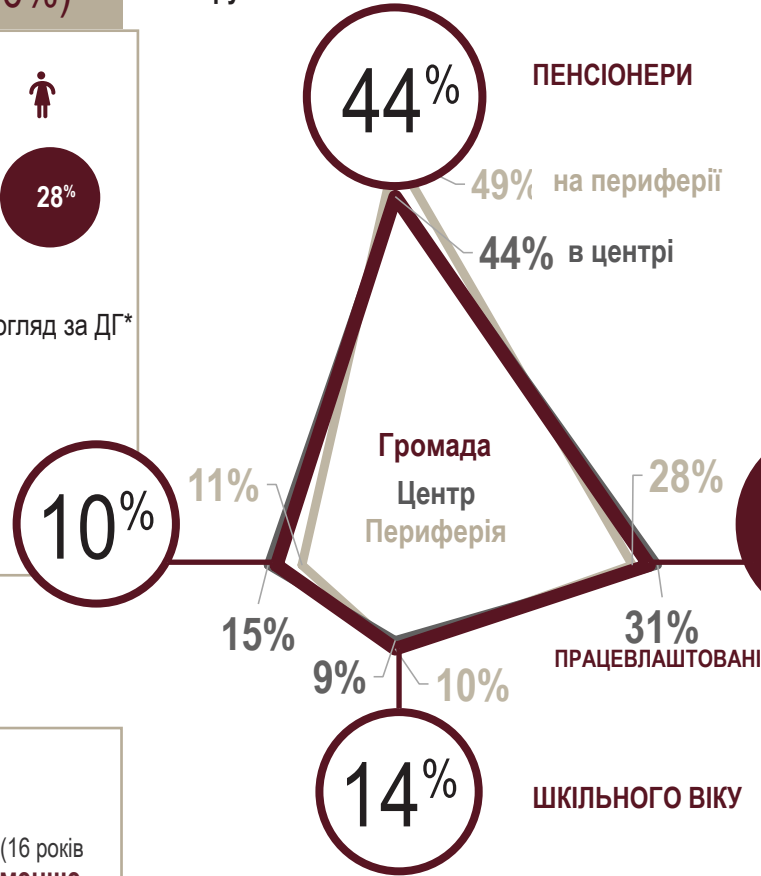 %)
44%
ПЕНСІОНЕРИ
28%
49% на периферії
44% в центрі
огляд за ДГ*
Громада
Центр
Периферія
11%
28%
10%
15%
31%
9%
10%
ПРАЦЕВЛАШТОВАНІ
14%
ШКІЛЬНОГО ВІКУ
(16 років
менше